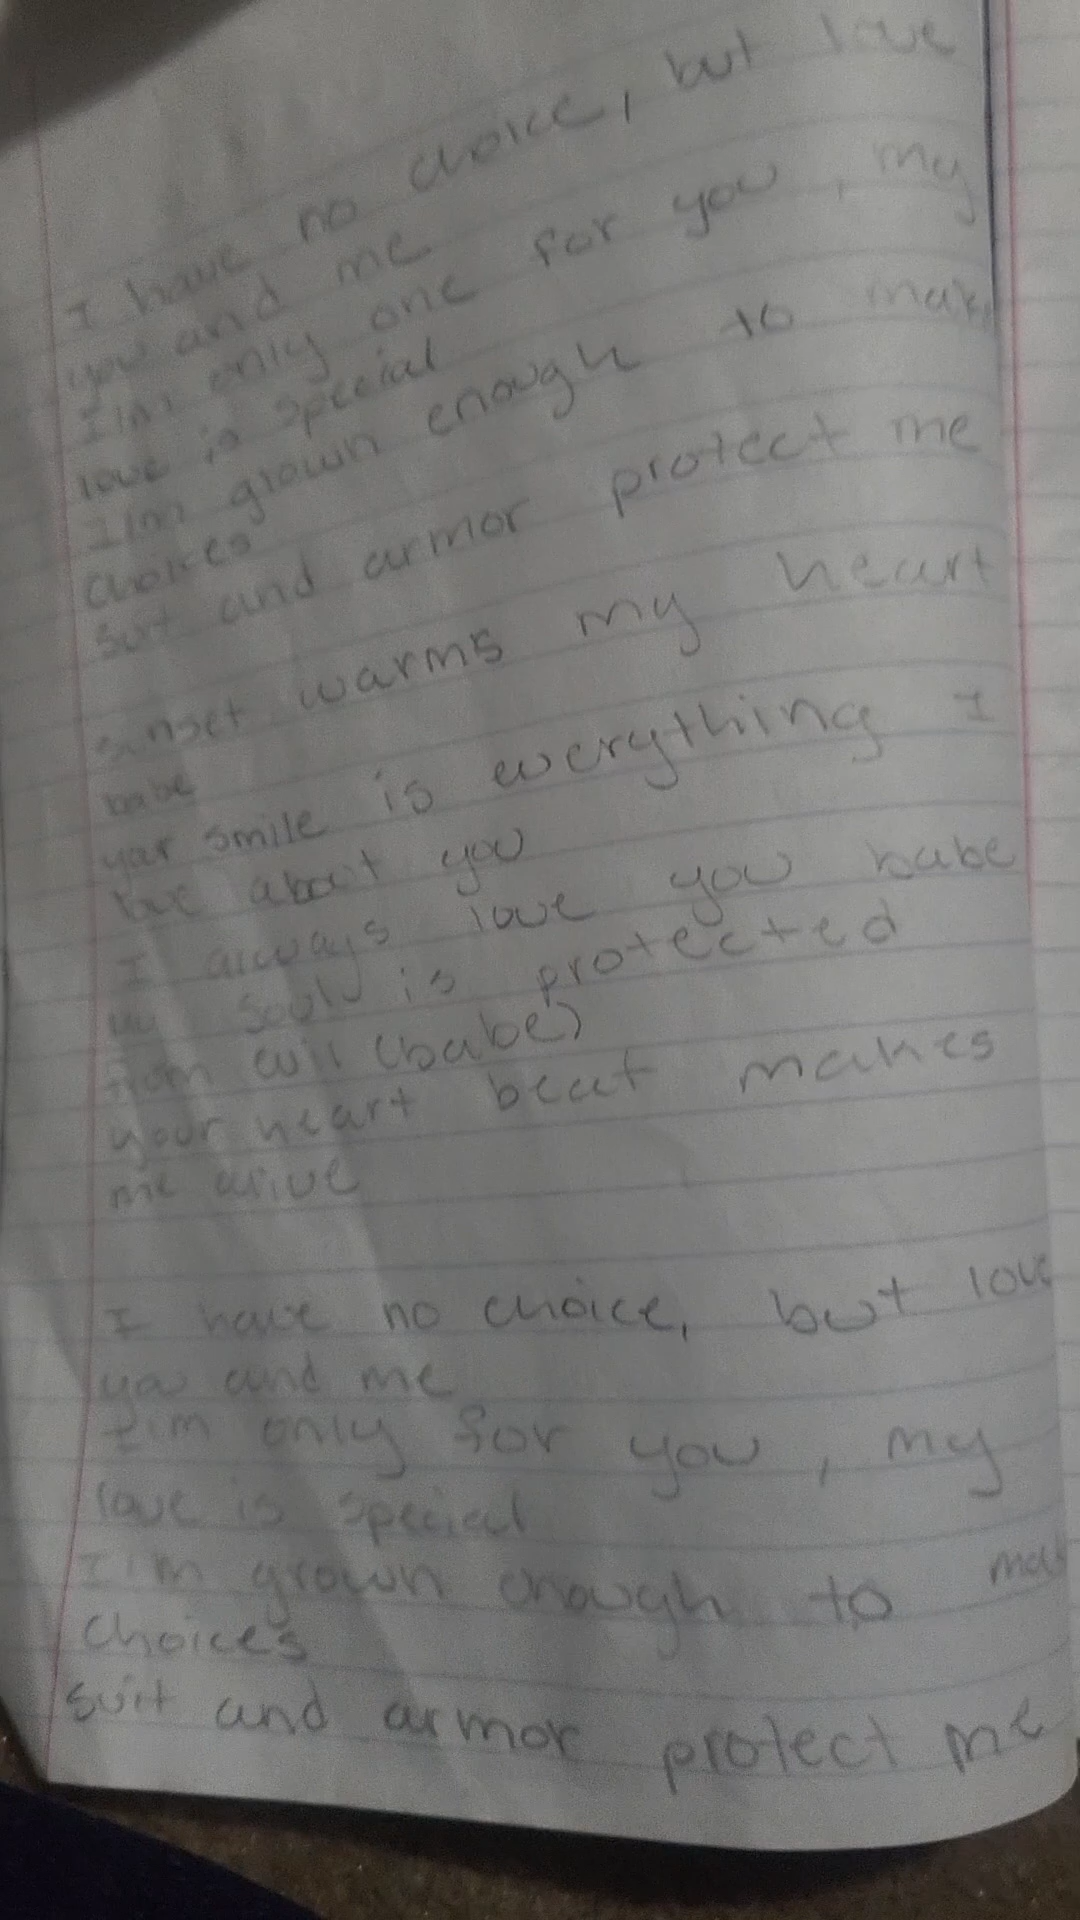 I have no choice, but love
you and me
I'm only one for you, my
love is special
I'm grown enough to make
choices
suit and armor protect me
sunset warms my heart
babe
your smile is everything I
love about you
I always love you babe
my soul is protected
from all (babe)
your heart beat makes
me alive
I have no choice, but love
you and me
I'm only for you, my
love is special
I'm grown enough to mak
choices
suit and armor protect me